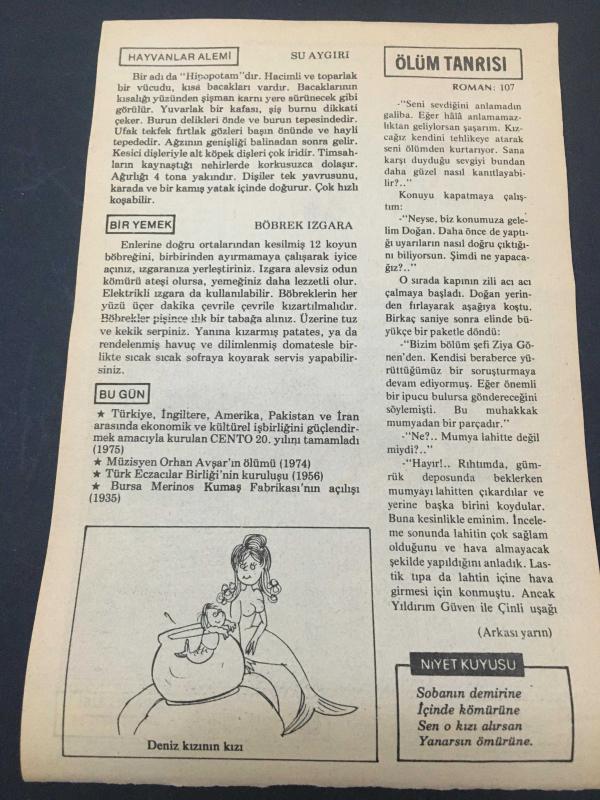 HAYVANLAR ALEMİ
SU AYGIRI
Bir adı da "Hipopotam"dır. Hacimli ve toparlak
bir vücudu, kısa bacakları vardır. Bacaklarının
kısalığı yüzünden şişman karnı yere sürünecek gibi
görülür. Yuvarlak bir kafası, şiş burnu dikkati
çeker. Burun delikleri önde ve burun tepesindedir.
Ufak tekfek fırtlak gözleri başın önünde ve hayli
tepededir. Ağzının genişliği balinadan sonra gelir.
Kesici dişleriyle alt köpek dişleri çok iridir. Timsah-
ların kaynaştığı nehirlerde korkusuzca dolaşır.
Ağırlığı 4 tona yakındır. Dişiler tek yavrusunu,
karada ve bir kamış yatak içinde doğurur. Çok hızlı
koşabilir.
BİR YEMEK
BÖBREK IZGARA
Enlerine doğru ortalarından kesilmiş 12 koyun
böbreğini, birbirinden ayırmamaya çalışarak iyice
açınız, ızgaranıza yerleştiriniz. Izgara alevsiz odun
kömürü ateşi olursa, yemeğiniz daha lezzetli olur.
Elektrikli ızgara da kullanılabilir. Böbreklerin her
yüzü üçer dakika çevrile çevrile kızartılmalıdır.
Böbrekler pişince ılık bir tabağa alınız. Üzerine tuz
ve kekik serpiniz. Yanına kızarmış patates, ya da
rendelenmiş havuç ve dilimlenmiş domatesle bir-
likte sıcak sıcak sofraya koyarak servis yapabilir-
siniz.
BU GÜN
★ Türkiye, İngiltere, Amerika, Pakistan ve İran
arasında ekonomik ve kültürel işbirliğini güçlendir-
mek amacıyla kurulan CENTO 20. yılını tamamladı
(1975)
★ Müzisyen Orhan Avşar'ın ölümü (1974)
★ Türk Eczacılar Birliği'nin kuruluşu (1956)
★ Bursa Merinos Kumaş Fabrikası'nın açılışı
(1935)
Deniz kızının kızı
ÖLÜM TANRISI
ROMAN: 107
-"Seni sevdiğini anlamadın
galiba. Eğer hâlâ anlamamaz-
lıktan geliyorlsan şaşarım. Kız-
cağız kendini tehlikeye atarak
seni ölümden kurtarıyor. Sana
karşı duyduğu sevgiyi bundan
daha güzel nasıl kanıtlayabi-
lir?.."
Konuyu kapatmaya çalış-
tım:
-"Neyse, biz konumuza gele-
lim Doğan. Daha önce de yaptı-
ğı uyarıların nasıl doğru çıktığı-
nı biliyorsun. Şimdi ne yapaca-
ğız?.."
O sırada kapının zili acı acı
çalmaya başladı. Doğan yerin-
den fırlayarak aşağıya koştu.
Birkaç saniye sonra elinde bü-
yükçe bir paketle döndü:
-"Bizim bölüm şefi Ziya Gö-
nen'den. Kendisi beraberce yü-
rüttüğümüz bir soruşturmaya
devam ediyormuş. Eğer önemli
bir ipucu bulursa göndereceğini
söylemişti. Bu muhakkak
mumyadan bir parçadır."
-"Ne?.. Mumya lahitte değil
miydi?.."
-"Hayır!.. Rıhtımda, güm-
rük deposunda beklerken
mumyayı lahitten çıkardılar ve
yerine başka birini koydular.
Buna kesinlikle eminim. İncele-
me sonunda lahitin çok sağlam
olduğunu ve hava almayacak
şekilde yapıldığını anladık. Las-
tik tıpa da lahtin içine hava
girmesi için konmuştu. Ancak
Yıldırım Güven ile Çinli uşağı
(Arkası yarın)
NİYET KUYUSU
Sobanın demirine
İçinde kömürüne
Sen o kızı alırsan
Yanarsın ömürüne.